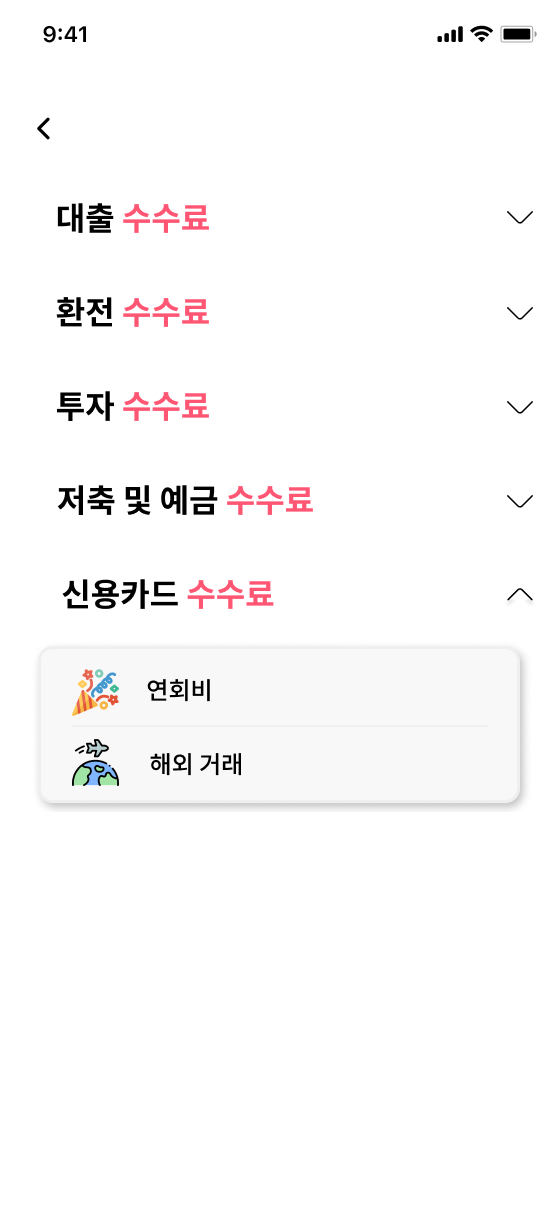 9:41
대출 수수료
환전 수수료
투자 수수료
저축 및 예금 수수료
신용카드 수수료
연회비
해외 거래